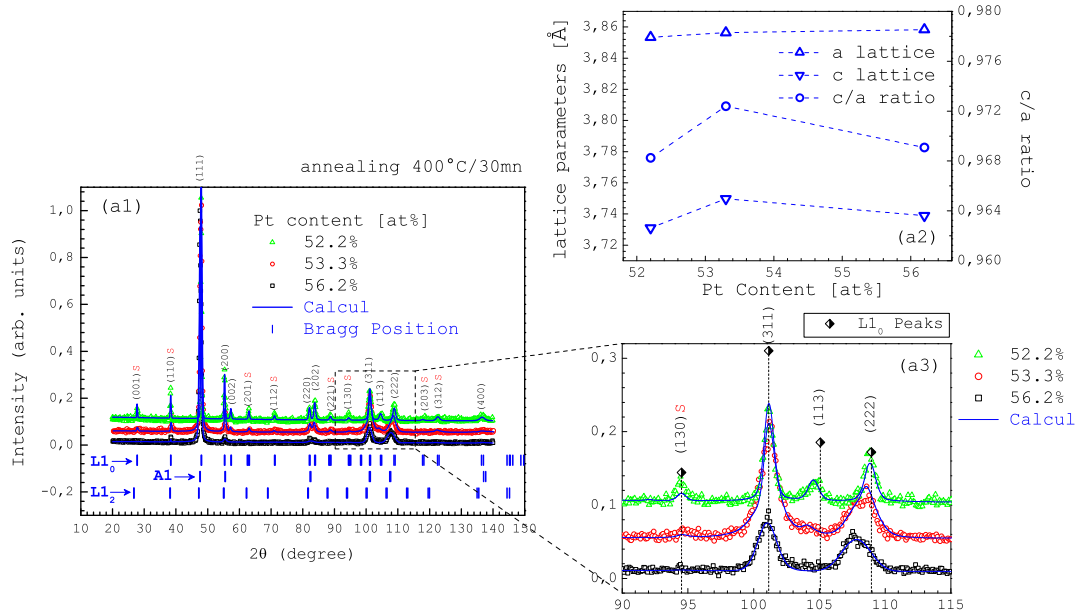 annealing 400°C/30mn
(a1)
Intensity (arb. units)
1,0
0,8
0,6
0,4
0,2
0,0
-0,2
Pt content [at%]
52.2%
53.3%
56.2%
Calcul
Bragg Position
(001)S
(110)S
(111)
(200)
(002)
(201)S
(112)S
(220)
(202)
(221)S
(130)S
(311)
(113)
(222)
(203)S
(312)S
(400)
L1₀
A1
L1₂
10 20 30 40 50 60 70 80 90 100 110 120 130 140 150
2θ (degree)
lattice parameters [Å]
3,86
3,84
3,82
3,80
3,78
3,76
3,74
3,72
a lattice
c lattice
c/a ratio
(a2)
0,980
0,976
0,972
0,968
0,964
0,960
c/a ratio
52 53 54 55 56
Pt Content [at%]
L1₀ Peaks
(a3)
0,3
0,2
0,1
0,0
(130)S
(311)
(113)
(222)
52.2%
53.3%
56.2%
Calcul
90 95 100 105 110 115